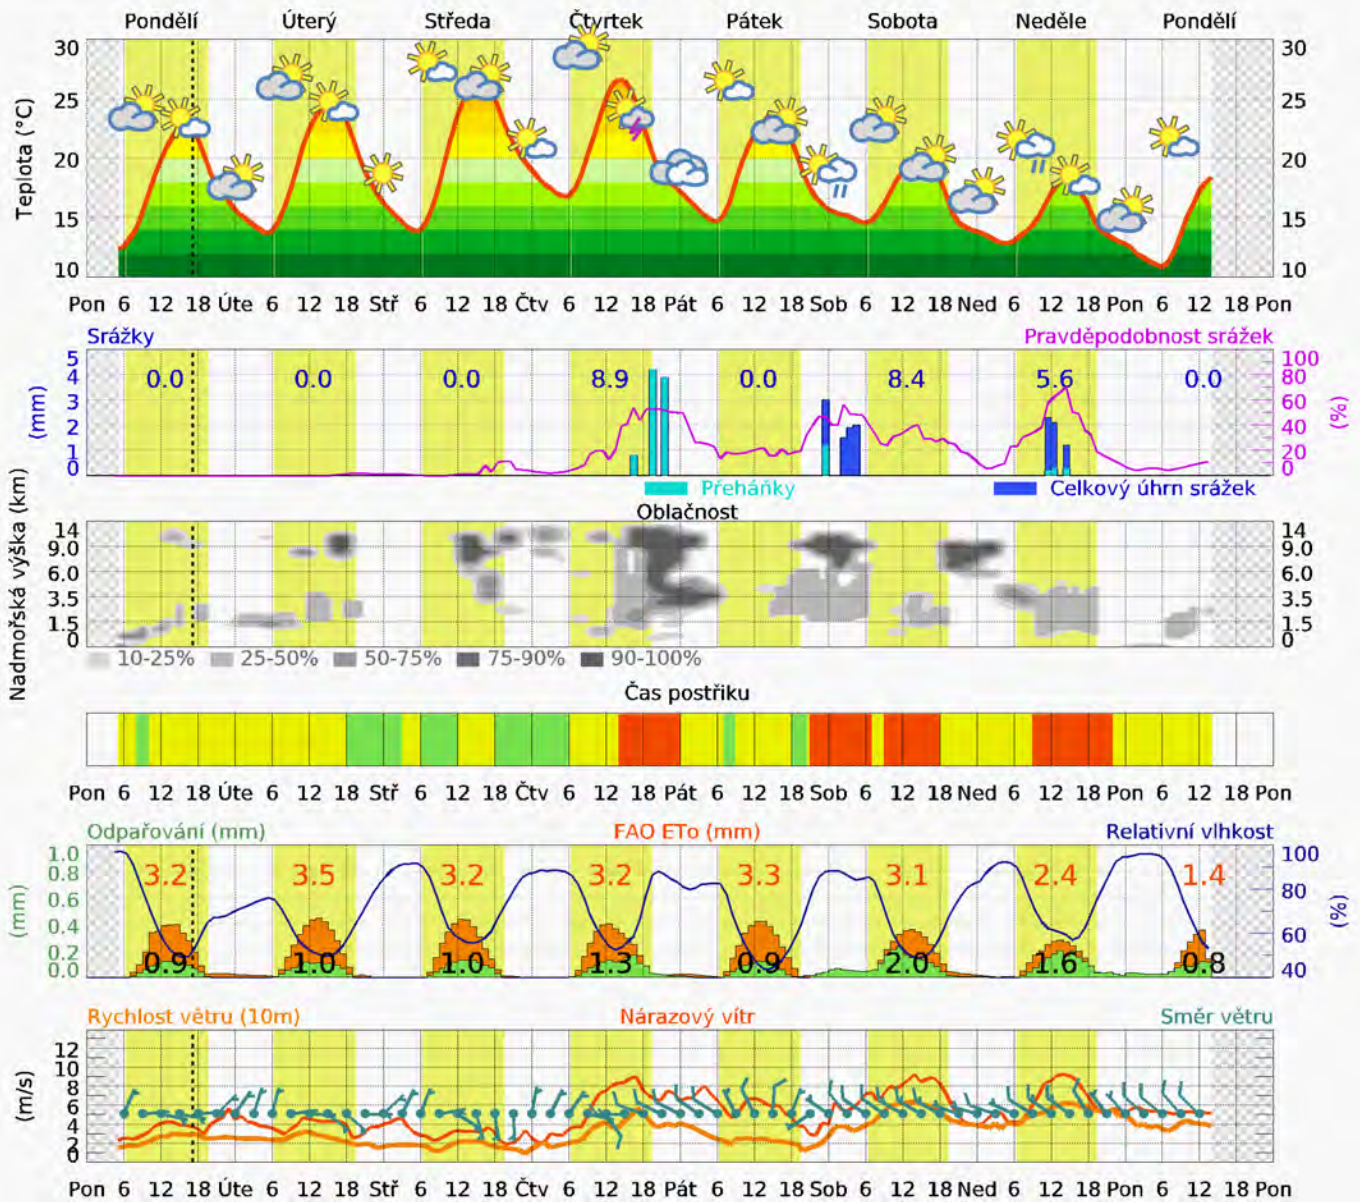 Pondělí Úterý Středa Čtvrtek Pátek Sobota Neděle Pondělí
Teplota (°C)
30 30
25 25
20 20
15 15
10 10
Pon 6 12 18 Úte 6 12 18 Stř 6 12 18 Čtv 6 12 18 Pát 6 12 18 Sob 6 12 18 Ned 6 12 18 Pon 6 12 18 Pon
Srážky Pravděpodobnost srážek
(mm) (%)
5 100
4 0.0 0.0 0.0 8.9 0.0 8.4 5.6 0.0 80
3 60
2 40
1 20
0 0
Přeháňky Celkový úhrn srážek
Oblačnost
Nadmořská výška (km)
14 14
9.0 9.0
6.0 6.0
3.5 3.5
1.5 1.5
0 0
10-25% 25-50% 50-75% 75-90% 90-100%
Čas postřiku
Pon 6 12 18 Úte 6 12 18 Stř 6 12 18 Čtv 6 12 18 Pát 6 12 18 Sob 6 12 18 Ned 6 12 18 Pon 6 12 18 Pon
Odpařování (mm) FAO ETo (mm) Relativní vlhkost
(mm) (%)
1.0 100
0.8 3.2 3.5 3.2 3.2 3.3 3.1 2.4 1.4 80
0.6
0.4 60
0.2
0.0 0.9 1.0 1.0 1.3 0.9 2.0 1.6 0.8 40
Rychlost větru (10m) Nárazový vítr Směr větru
(m/s)
12
10
8
6
4
2
0
Pon 6 12 18 Úte 6 12 18 Stř 6 12 18 Čtv 6 12 18 Pát 6 12 18 Sob 6 12 18 Ned 6 12 18 Pon 6 12 18 Pon